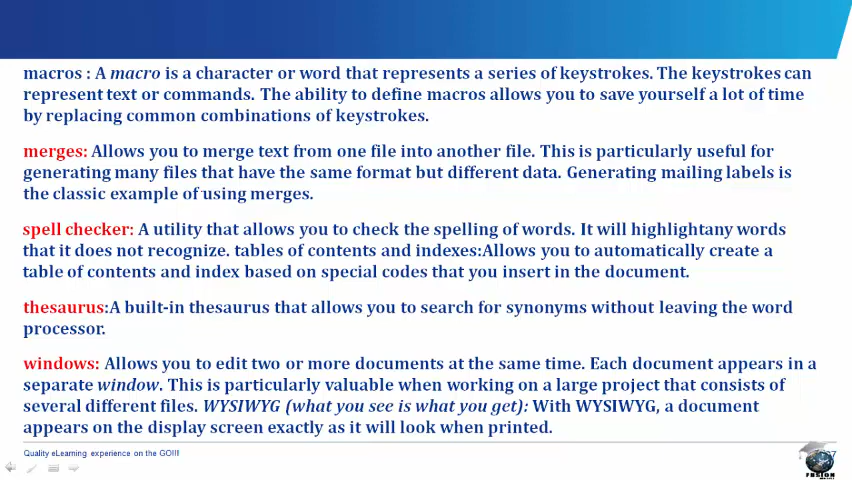 macros : A macro is a character or word that represents a series of keystrokes. The keystrokes can
represent text or commands. The ability to define macros allows you to save yourself a lot of time
by replacing common combinations of keystrokes.
merges: Allows you to merge text from one file into another file. This is particularly useful for
generating many files that have the same format but different data. Generating mailing labels is
the classic example of using merges.
spell checker: A utility that allows you to check the spelling of words. It will highlightany words
that it does not recognize. tables of contents and indexes:Allows you to automatically create a
table of contents and index based on special codes that you insert in the document.
thesaurus:A built-in thesaurus that allows you to search for synonyms without leaving the word
processor.
windows: Allows you to edit two or more documents at the same time. Each document appears in a
separate window. This is particularly valuable when working on a large project that consists of
several different files. WYSIWYG (what you see is what you get): With WYSIWYG, a document
appears on the display screen exactly as it will look when printed.
Quality eLearning experience on the GO!!!
FUSION